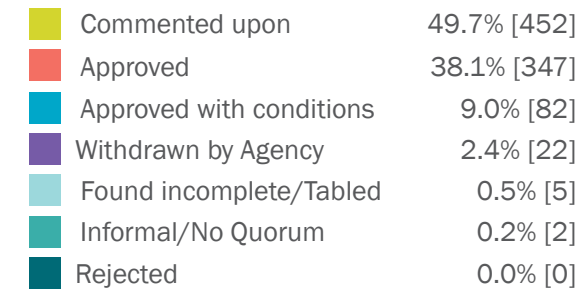 Commented upon 49.7% [452]
Approved 38.1% [347]
Approved with conditions 9.0% [82]
Withdrawn by Agency 2.4% [22]
Found incomplete/Tabled 0.5% [5]
Informal/No Quorum 0.2% [2]
Rejected 0.0% [0]